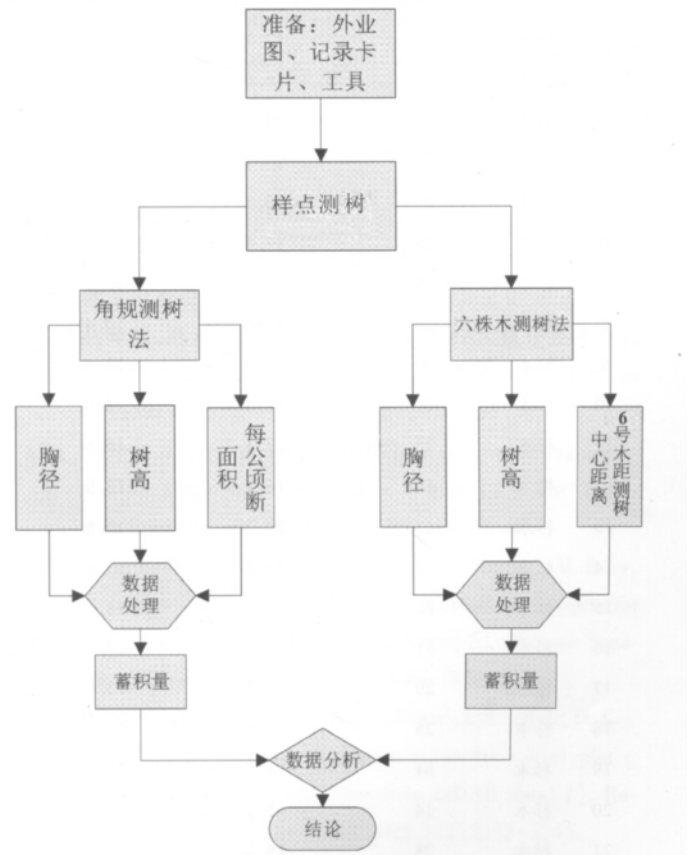 准备：外业
图、记录卡
片、工具
样点测树
角规测树
法
六株木测树法
胸径
树高
每公顷断
面积
胸径
树高
6号木距测树
中心距离
数据
处理
数据
处理
蓄积量
蓄积量
数据分析
结论